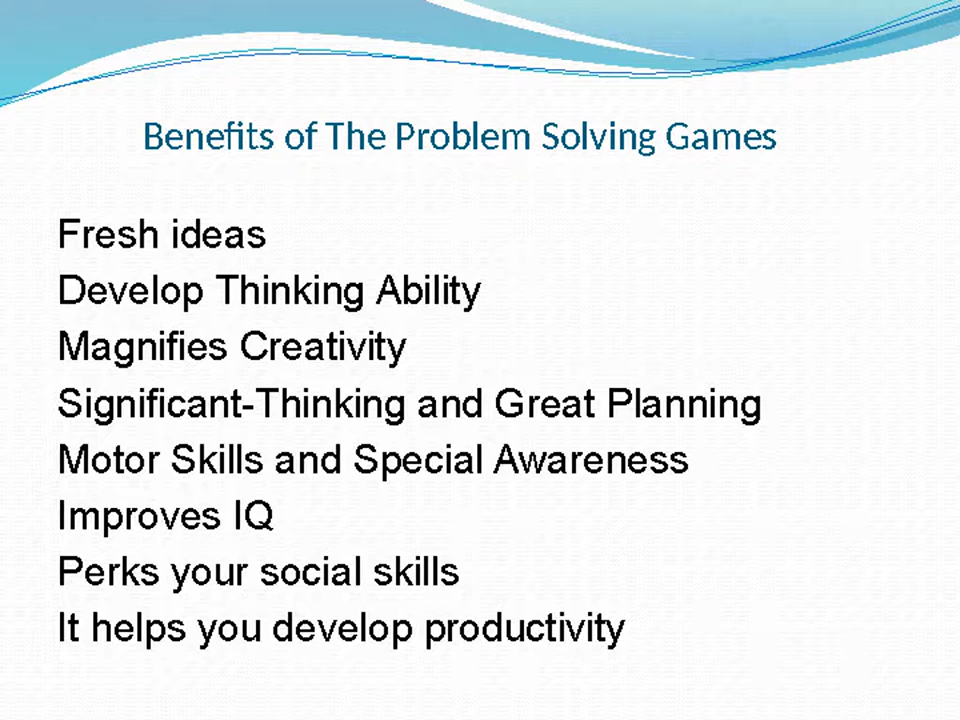 Benefits of The Problem Solving Games
Fresh ideas
Develop Thinking Ability
Magnifies Creativity
Significant-Thinking and Great Planning
Motor Skills and Special Awareness
Improves IQ
Perks your social skills
It helps you develop productivity